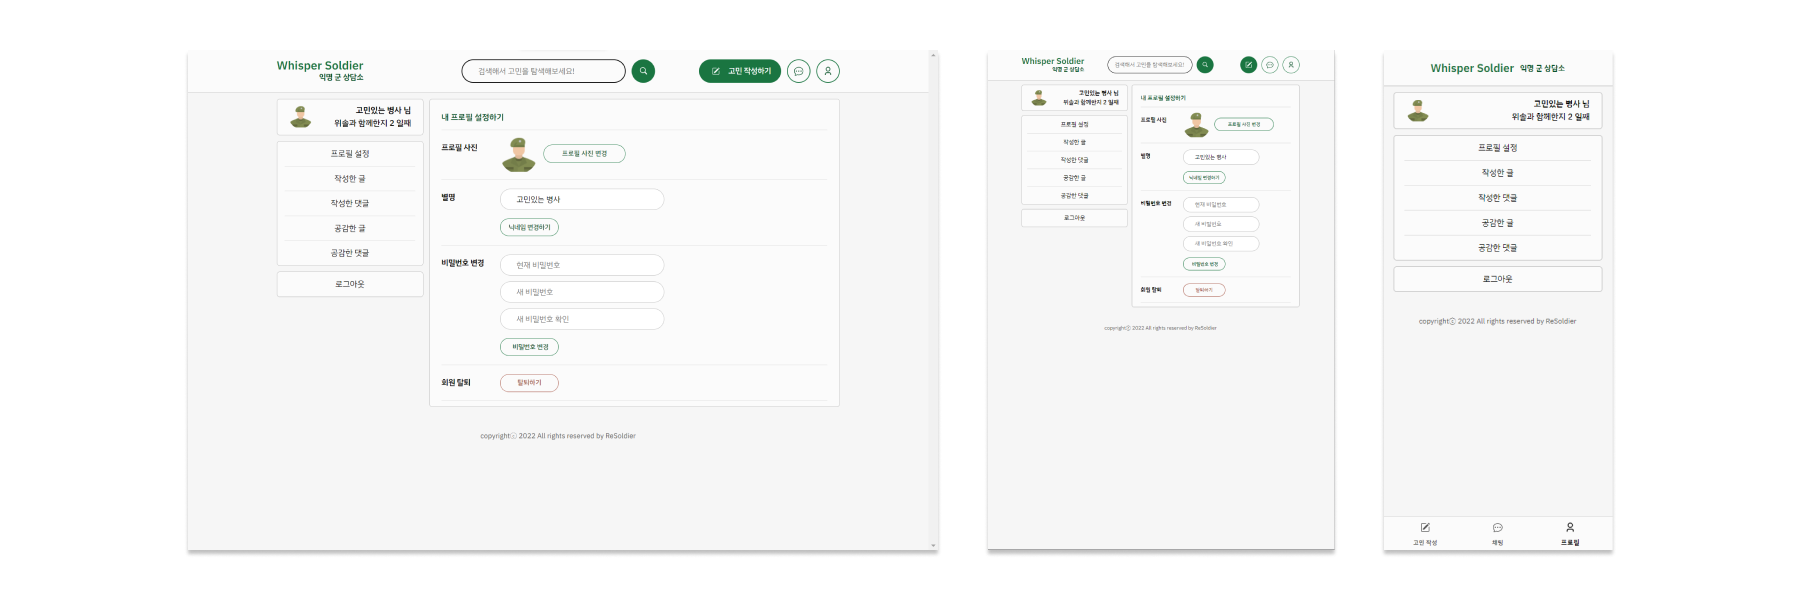 Whisper Soldier
익명 군 상담소
검색해서 고민을 탐색해보세요!
고민 작성하기
고민있는 병사 님
위솔과 함께한지 2 일째
프로필 설정
작성한 글
작성한 댓글
공감한 글
공감한 댓글
로그아웃
내 프로필 설정하기
프로필 사진
프로필 사진 변경
별명
고민있는 병사
닉네임 변경하기
비밀번호 변경
현재 비밀번호
새 비밀번호
새 비밀번호 확인
비밀번호 변경
회원 탈퇴
탈퇴하기
copyrightⓒ 2022 All rights reserved by ReSoldier
Whisper Soldier
익명 군 상담소
검색해서 고민을 탐색해보세요!
고민있는 병사 님
위솔과 함께한지 2 일째
프로필 설정
작성한 글
작성한 댓글
공감한 글
공감한 댓글
로그아웃
내 프로필 설정하기
프로필 사진
프로필 사진 변경
별명
고민있는 병사
닉네임 변경하기
비밀번호 변경
현재 비밀번호
새 비밀번호
새 비밀번호 확인
비밀번호 변경
회원 탈퇴
탈퇴하기
copyrightⓒ 2022 All rights reserved by ReSoldier
Whisper Soldier 익명 군 상담소
고민있는 병사 님
위솔과 함께한지 2 일째
프로필 설정
작성한 글
작성한 댓글
공감한 글
공감한 댓글
로그아웃
copyrightⓒ 2022 All rights reserved by ReSoldier
고민 작성
채팅
프로필